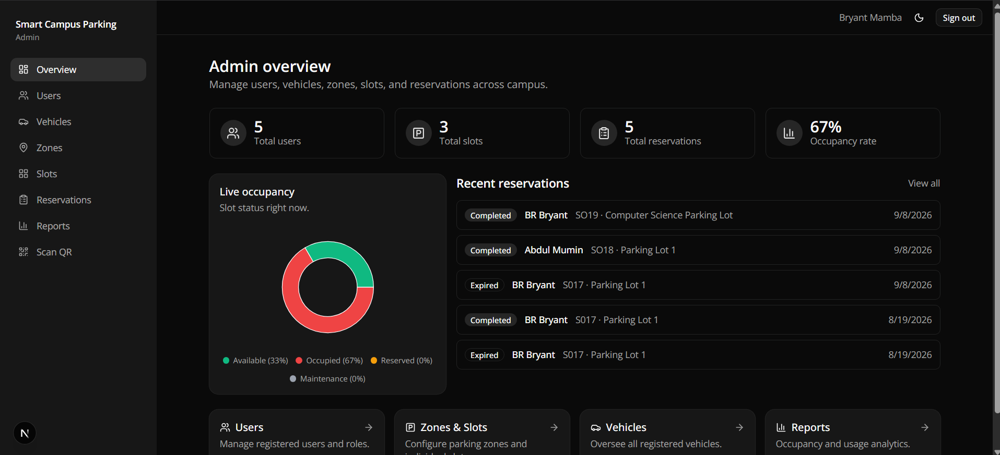 Smart Campus Parking
Admin
Overview
Users
Vehicles
Zones
Slots
Reservations
Reports
Scan QR
N
Bryant Mamba
Sign out
Admin overview
Manage users, vehicles, zones, slots, and reservations across campus.
5
Total users
3
Total slots
5
Total reservations
67%
Occupancy rate
Live occupancy
Slot status right now.
Available (33%) Occupied (67%) Reserved (0%)
Maintenance (0%)
Recent reservations
View all
Completed BR Bryant SO19 · Computer Science Parking Lot 9/8/2026
Completed Abdul Mumin SO18 · Parking Lot 1 9/8/2026
Expired BR Bryant S017 · Parking Lot 1 9/8/2026
Completed BR Bryant S017 · Parking Lot 1 8/19/2026
Expired BR Bryant S017 · Parking Lot 1 8/19/2026
Users
Manage registered users and roles.
Zones & Slots
Configure parking zones and
Vehicles
Oversee all registered vehicles.
Reports
Occupancy and usage analytics.